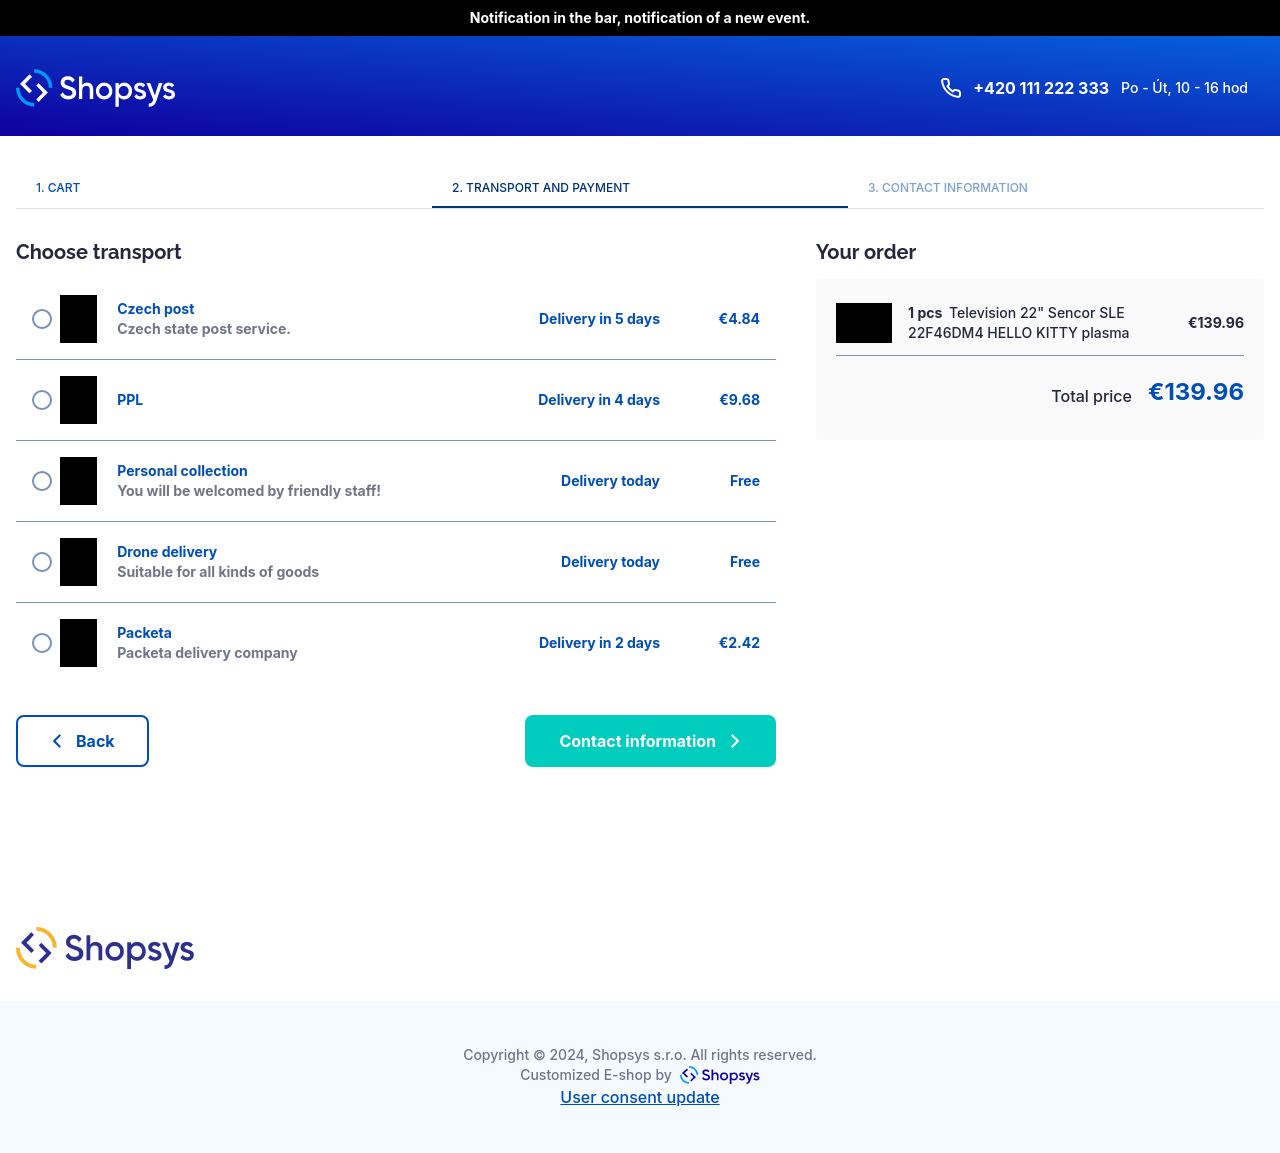 Notification in the bar, notification of a new event.
Shopsys
+420 111 222 333 Po - Út, 10 - 16 hod
1. CART
2. TRANSPORT AND PAYMENT
3. CONTACT INFORMATION
Choose transport
Czech post
Czech state post service.
Delivery in 5 days
€4.84
PPL
Delivery in 4 days
€9.68
Personal collection
You will be welcomed by friendly staff!
Delivery today
Free
Drone delivery
Suitable for all kinds of goods
Delivery today
Free
Packeta
Packeta delivery company
Delivery in 2 days
€2.42
Back
Contact information
Your order
1 pcs Television 22" Sencor SLE
22F46DM4 HELLO KITTY plasma
€139.96
Total price €139.96
Shopsys
Copyright © 2024, Shopsys s.r.o. All rights reserved.
Customized E-shop by Shopsys
User consent update